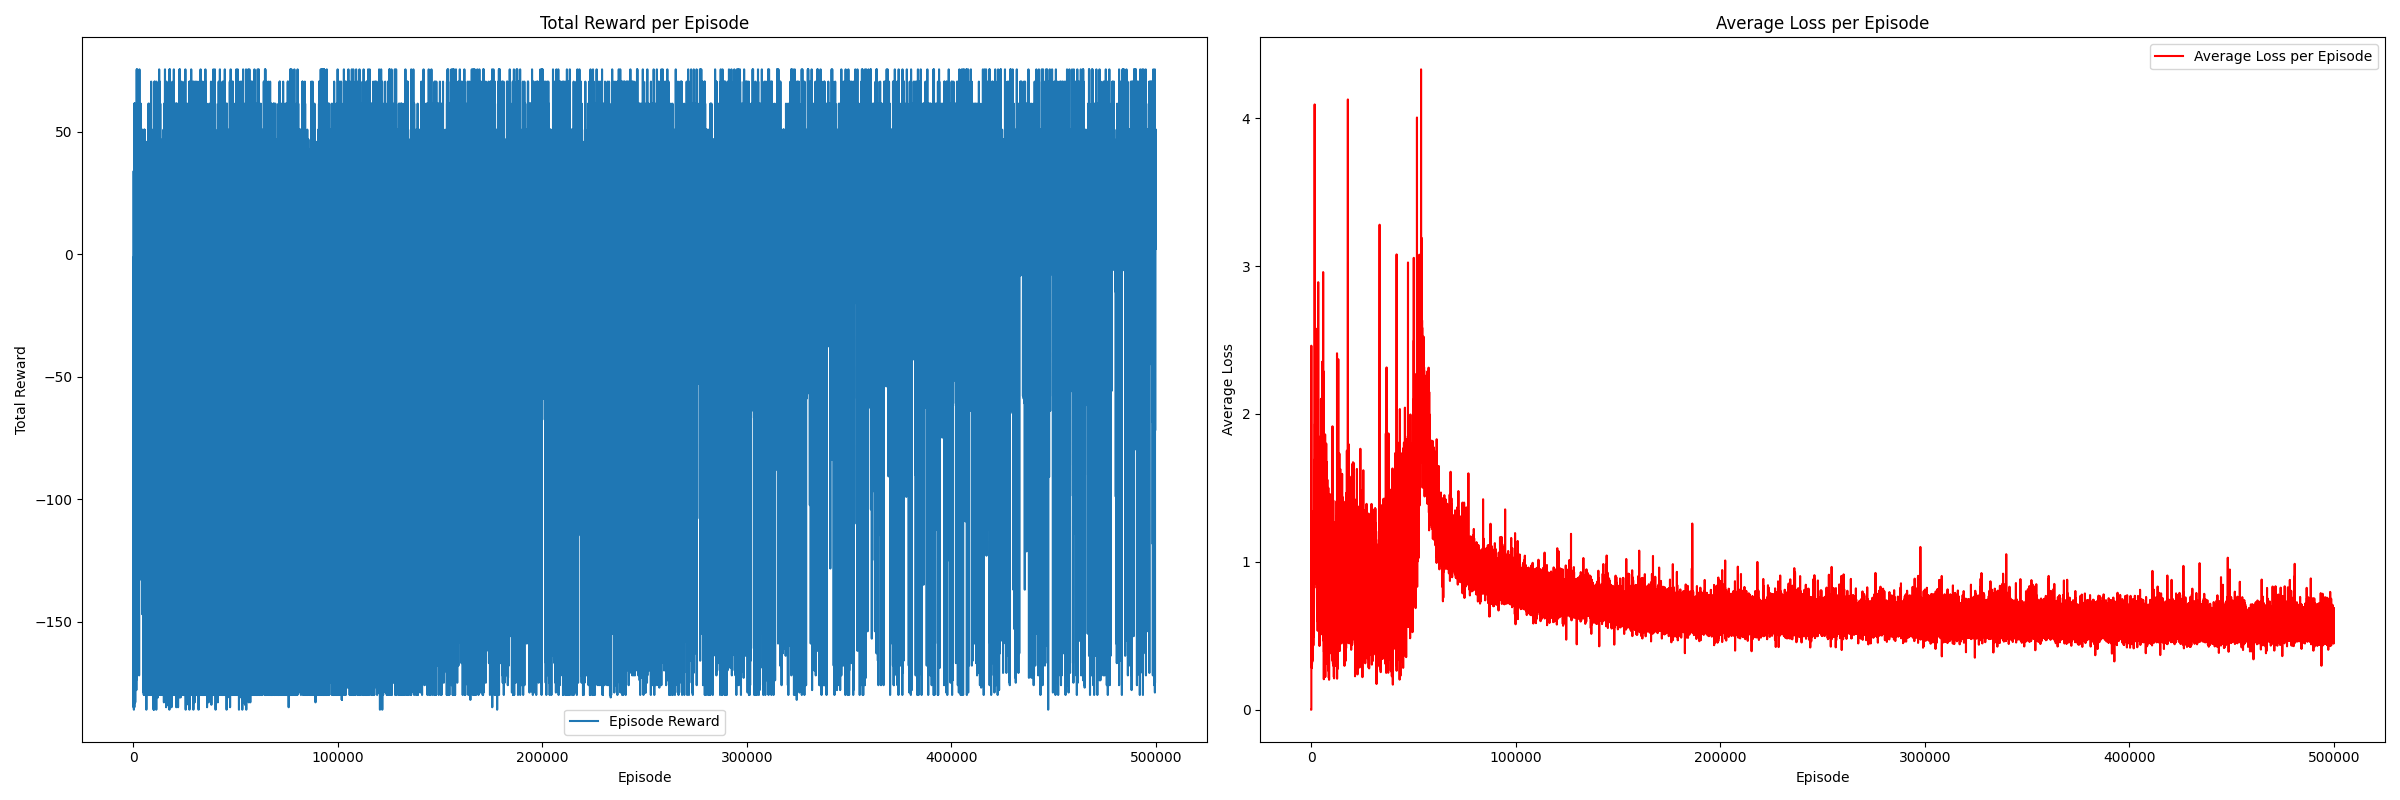 Total Reward per Episode
Total Reward
50
0
−50
−100
−150
Episode Reward
0
100000
200000
300000
400000
500000
Episode
Average Loss per Episode
Average Loss per Episode
Average Loss
4
3
2
1
0
0
100000
200000
300000
400000
500000
Episode